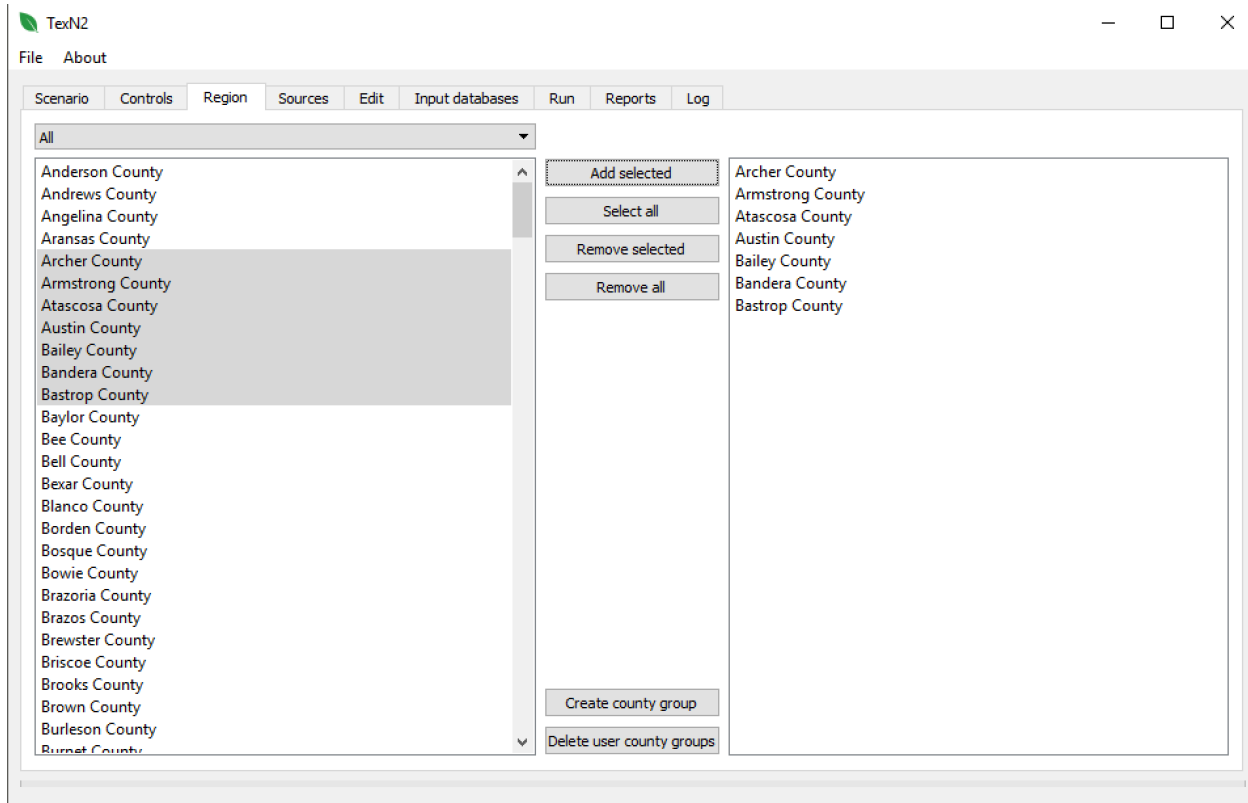 TexN2
File About
Scenario Controls Region Sources Edit Input databases Run Reports Log
All
Anderson County
Andrews County
Angelina County
Aransas County
Archer County
Armstrong County
Atascosa County
Austin County
Bailey County
Bandera County
Bastrop County
Baylor County
Bee County
Bell County
Bexar County
Blanco County
Borden County
Bosque County
Bowie County
Brazoria County
Brazos County
Brewster County
Briscoe County
Brooks County
Brown County
Burleson County
Burnet County
Add selected
Select all
Remove selected
Remove all
Create county group
Delete user county groups
Archer County
Armstrong County
Atascosa County
Austin County
Bailey County
Bandera County
Bastrop County